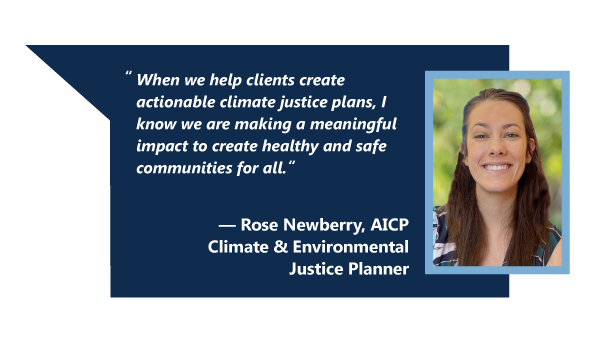 “ When we help clients create
actionable climate justice plans, I
know we are making a meaningful
impact to create healthy and safe
communities for all.“
— Rose Newberry, AICP
Climate & Environmental
Justice Planner